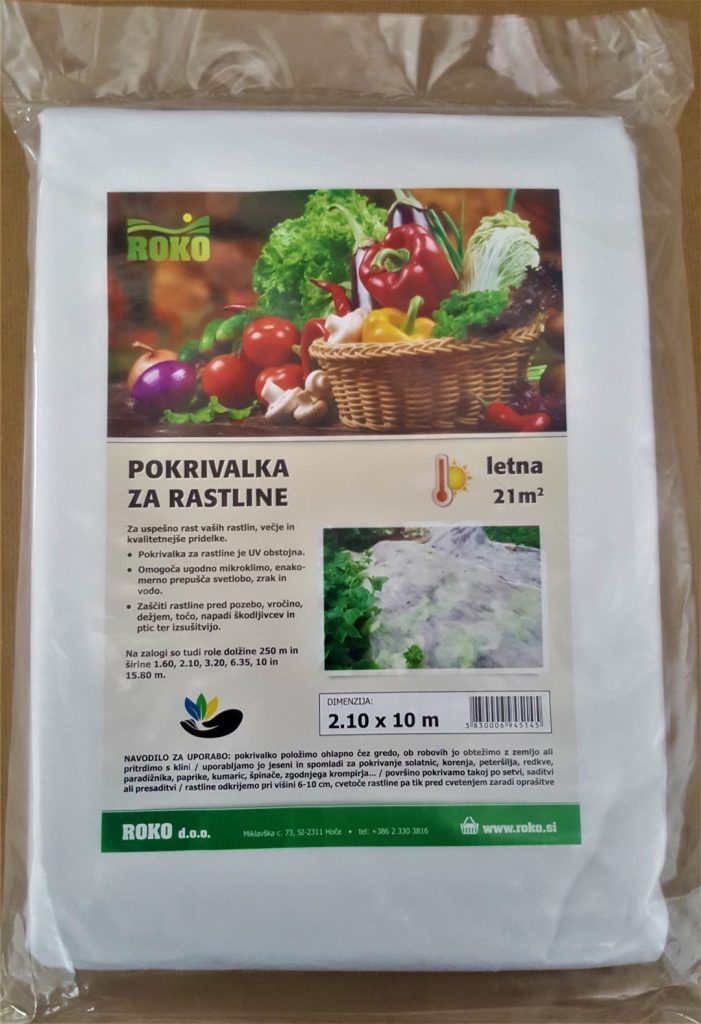 ROKO
POKRIVALKA
ZA RASTLINE
letna
21m²
Za uspešno rast vaših rastlin, večje in
kvalitetnejše pridelke.
• Pokrivalka za rastline je UV obstojna.
• Omogoča ugodno mikroklimo, enako-
merno prepušča svetlobo, zrak in
vodo.
• Zaščiti rastline pred pozebo, vročino,
dežjem, točo, napadi škodljivcev in
ptic ter izsušitvijo.
Na zalogi so tudi role dolžine 250 m in
širine 1.60, 2.10, 3.20, 6.35, 10 in
15.80 m.
DIMENZIJA:
2.10 x 10 m
3 830006 945145
NAVODILO ZA UPORABO: pokrivalko položimo ohlapno čez gredo, ob robovih jo obtežimo z zemljo ali
pritrdimo s klini / uporabljamo jo jeseni in spomladi za pokrivanje solatnic, korenja, peteršilja, redkve,
paradižnika, paprike, kumaric, špinače, zgodnjega krompirja... / površino pokrivamo takoj po setvi, saditvi
ali presaditvi / rastline odkrijemo pri višini 6-10 cm, cvetoče rastline pa tik pred cvetenjem zaradi oprašitve
ROKO d.o.o.
Miklavška c. 73, SI-2311 Hoče • tel: +386 2 330 3816
www.roko.si